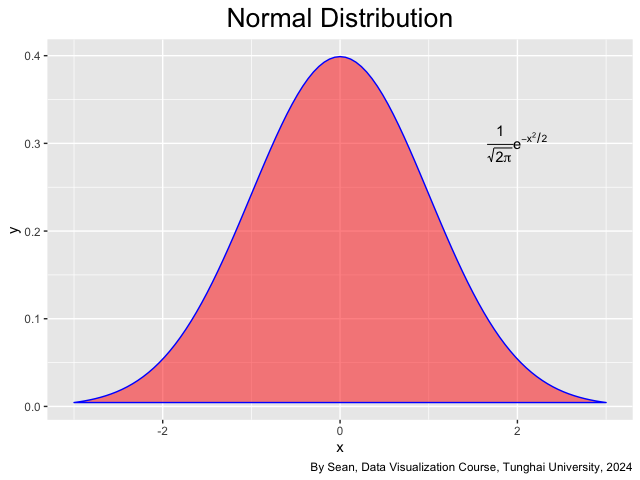 Normal Distribution
0.4
0.3
0.2
0.1
0.0
y
1
√2π e^−x²/2
-2 0 2
x
By Sean, Data Visualization Course, Tunghai University, 2024